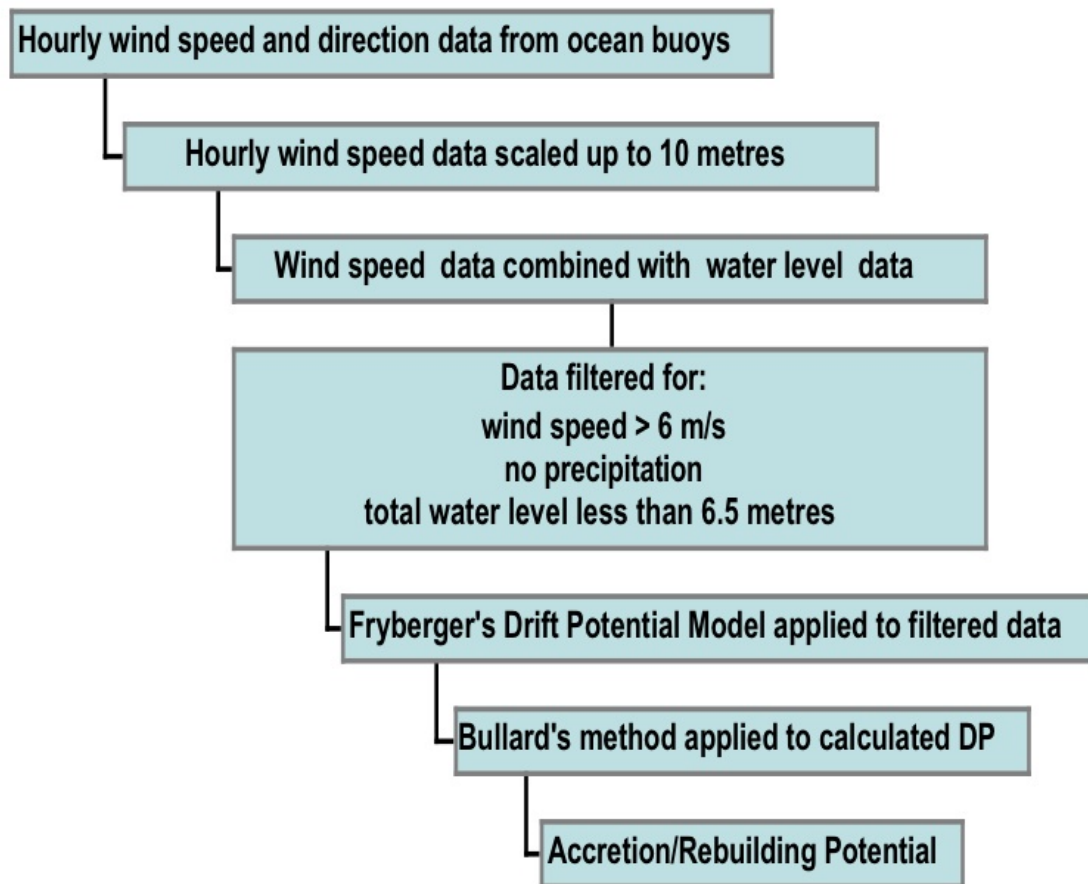 Hourly wind speed and direction data from ocean buoys
Hourly wind speed data scaled up to 10 metres
Wind speed data combined with water level data
Data filtered for:
wind speed > 6 m/s
no precipitation
total water level less than 6.5 metres
Fryberger's Drift Potential Model applied to filtered data
Bullard's method applied to calculated DP
Accretion/Rebuilding Potential